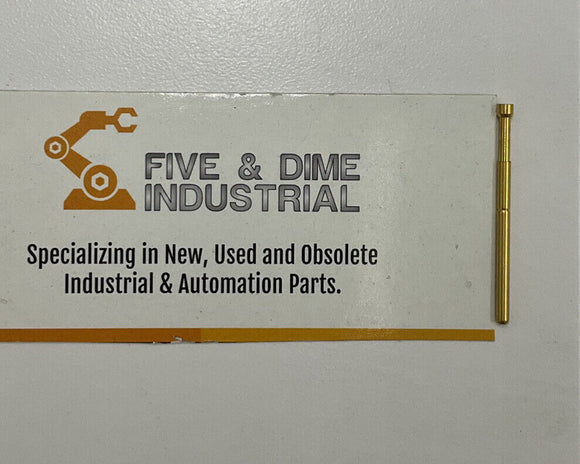 FIVE & DIME
INDUSTRIAL
Specializing in New, Used and Obsolete
Industrial & Automation Parts.